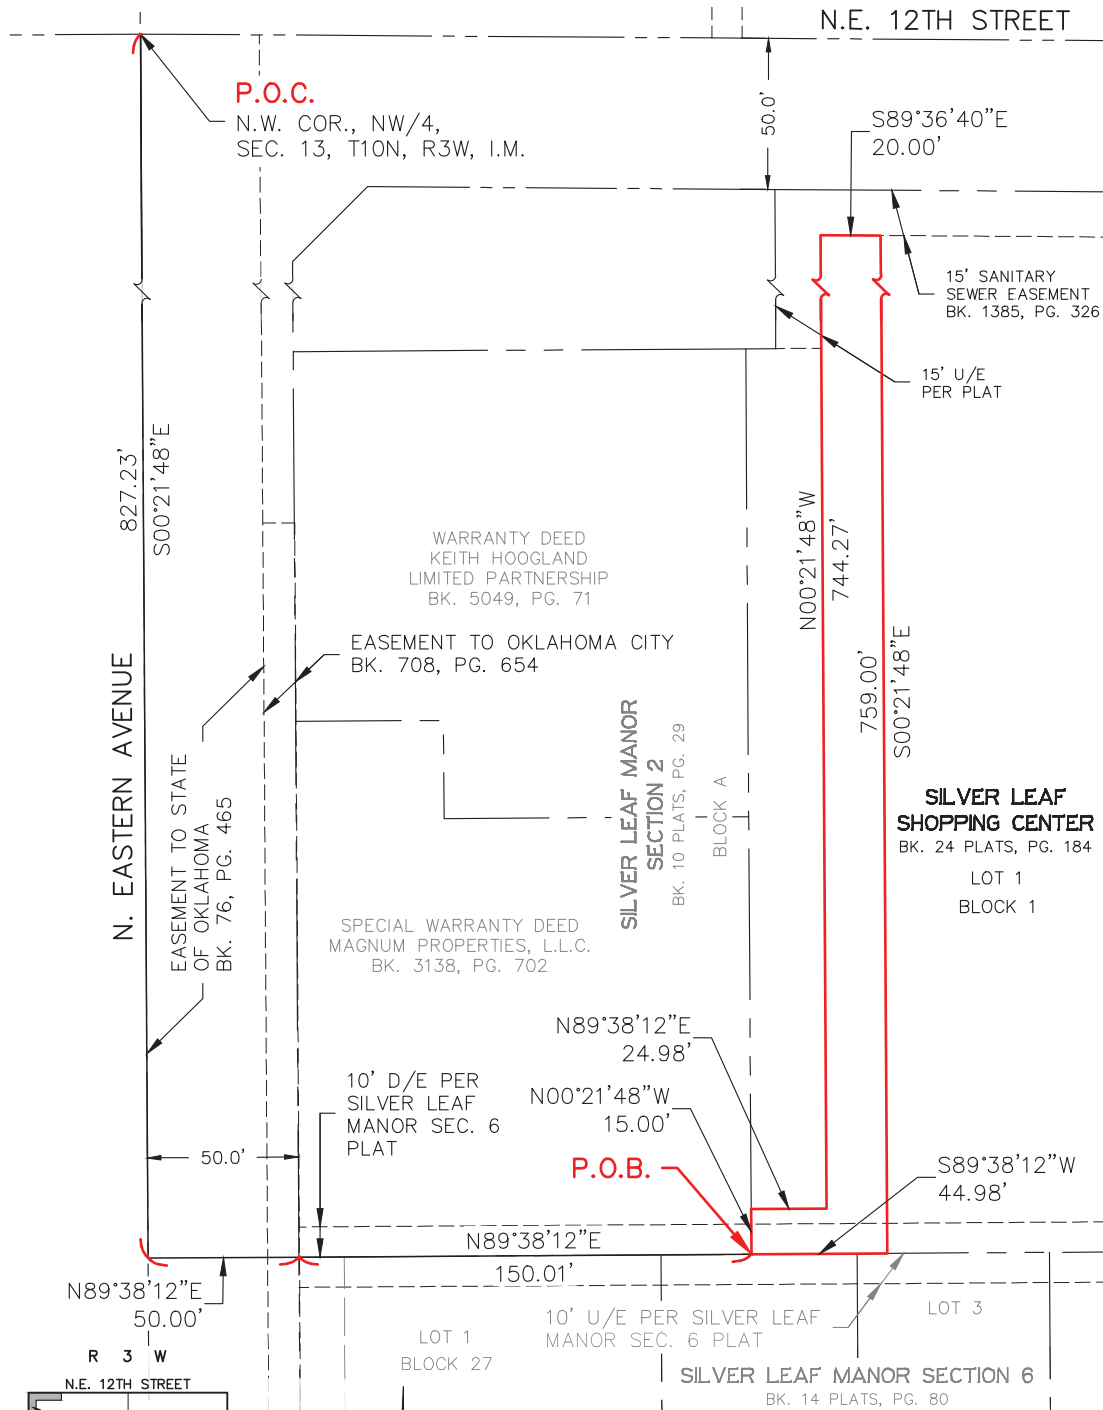 N.E. 12TH STREET
P.O.C.
N.W. COR., NW/4,
SEC. 13, T10N, R3W, I.M.
50.0'
S89°36'40"E
20.00'
15' SANITARY
SEWER EASEMENT
BK. 1385, PG. 326
15' U/E
PER PLAT
827.23'
S00°21'48"E
WARRANTY DEED
KEITH HOOGLAND
LIMITED PARTNERSHIP
BK. 5049, PG. 71
N00°21'48"W
744.27'
EASEMENT TO OKLAHOMA CITY
BK. 708, PG. 654
759.00'
S00°21'48"E
N. EASTERN AVENUE
EASEMENT TO STATE
OF OKLAHOMA
BK. 76, PG. 465
SILVER LEAF MANOR
SECTION 2
BK. 10 PLATS, PG. 29
BLOCK A
SILVER LEAF
SHOPPING CENTER
BK. 24 PLATS, PG. 184
LOT 1
BLOCK 1
SPECIAL WARRANTY DEED
MAGNUM PROPERTIES, L.L.C.
BK. 3138, PG. 702
N89°38'12"E
24.98'
10' D/E PER
SILVER LEAF
MANOR SEC. 6
PLAT
N00°21'48"W
15.00'
50.0'
P.O.B.
S89°38'12"W
44.98'
N89°38'12"E
150.01'
N89°38'12"E
50.00'
10' U/E PER SILVER LEAF
MANOR SEC. 6 PLAT
LOT 3
LOT 1
BLOCK 27
R 3 W
N.E. 12TH STREET
SILVER LEAF MANOR SECTION 6
BK. 14 PLATS, PG. 80